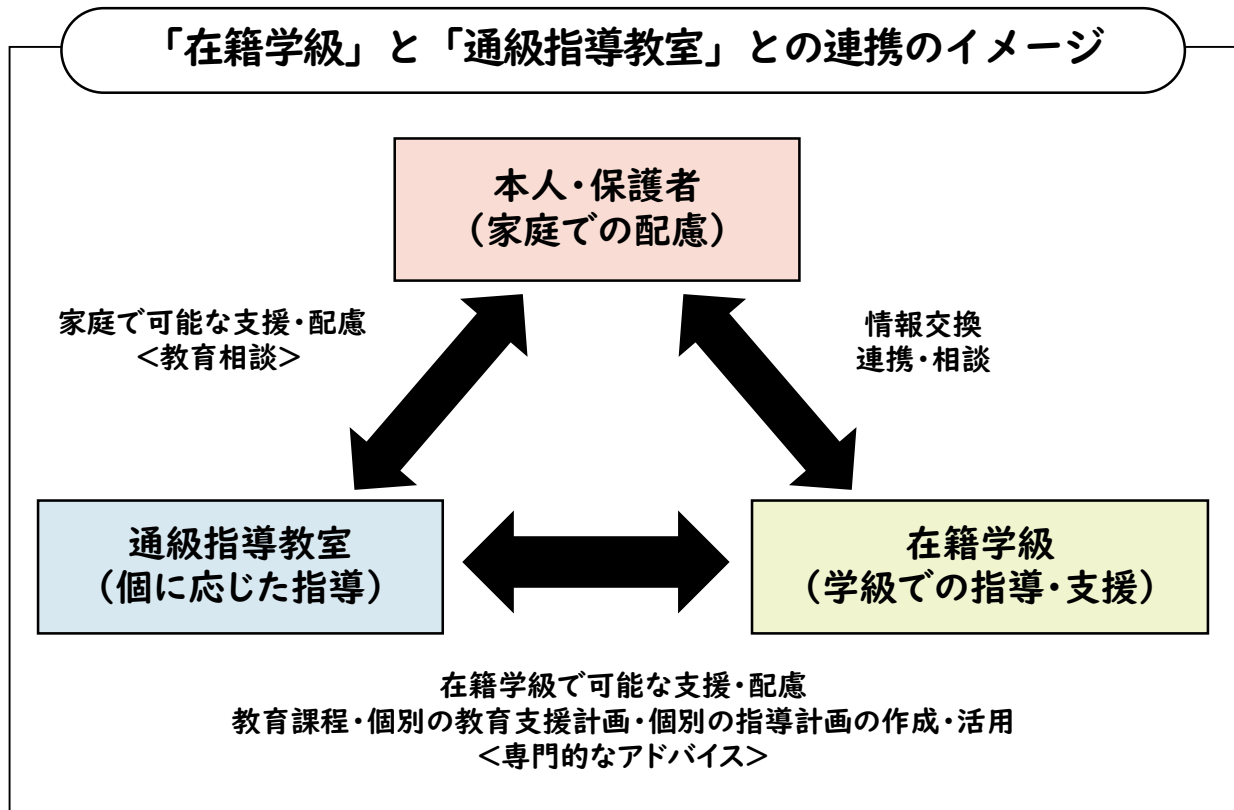 「在籍学級」と「通級指導教室」との連携のイメージ
本人・保護者
（家庭での配慮）
家庭で可能な支援・配慮
＜教育相談＞
情報交換
連携・相談
通級指導教室
（個に応じた指導）
在籍学級
（学級での指導・支援）
在籍学級で可能な支援・配慮
教育課程・個別の教育支援計画・個別の指導計画の作成・活用
＜専門的なアドバイス＞